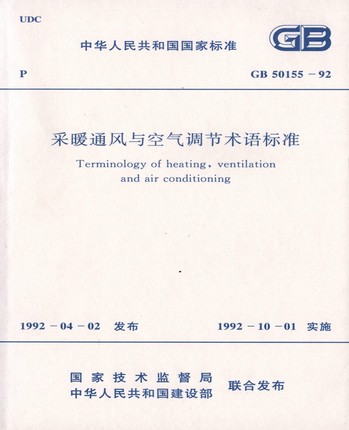 UDC
中华人民共和国国家标准
GB
P
GB 50155－92
采暖通风与空气调节术语标准
Terminology of heating, ventilation
and air conditioning
1992－04－02 发布
1992－10－01 实施
国家技术监督局
中华人民共和国建设部
联合发布